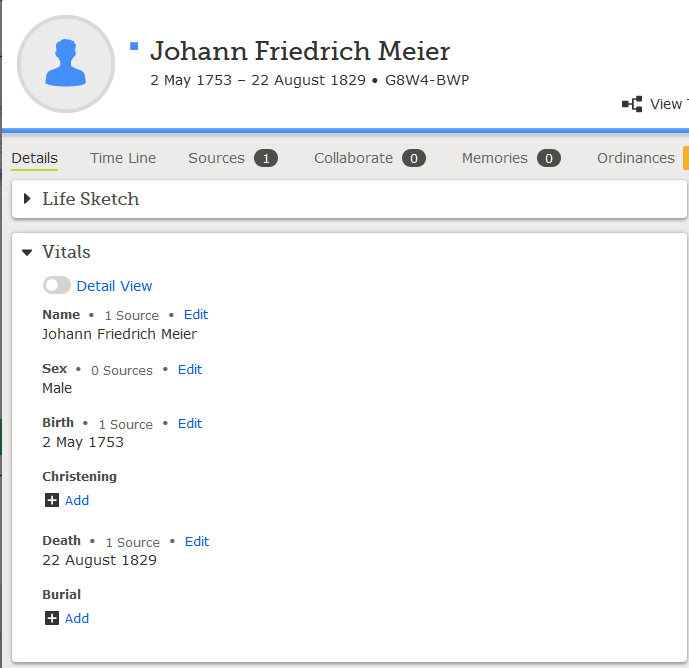 Johann Friedrich Meier
2 May 1753 – 22 August 1829 • G8W4-BWP
View
Details Time Line Sources 1 Collaborate 0 Memories 0 Ordinances
Life Sketch
Vitals
Detail View
Name • 1 Source • Edit
Johann Friedrich Meier
Sex • 0 Sources • Edit
Male
Birth • 1 Source • Edit
2 May 1753
Christening
Add
Death • 1 Source • Edit
22 August 1829
Burial
Add